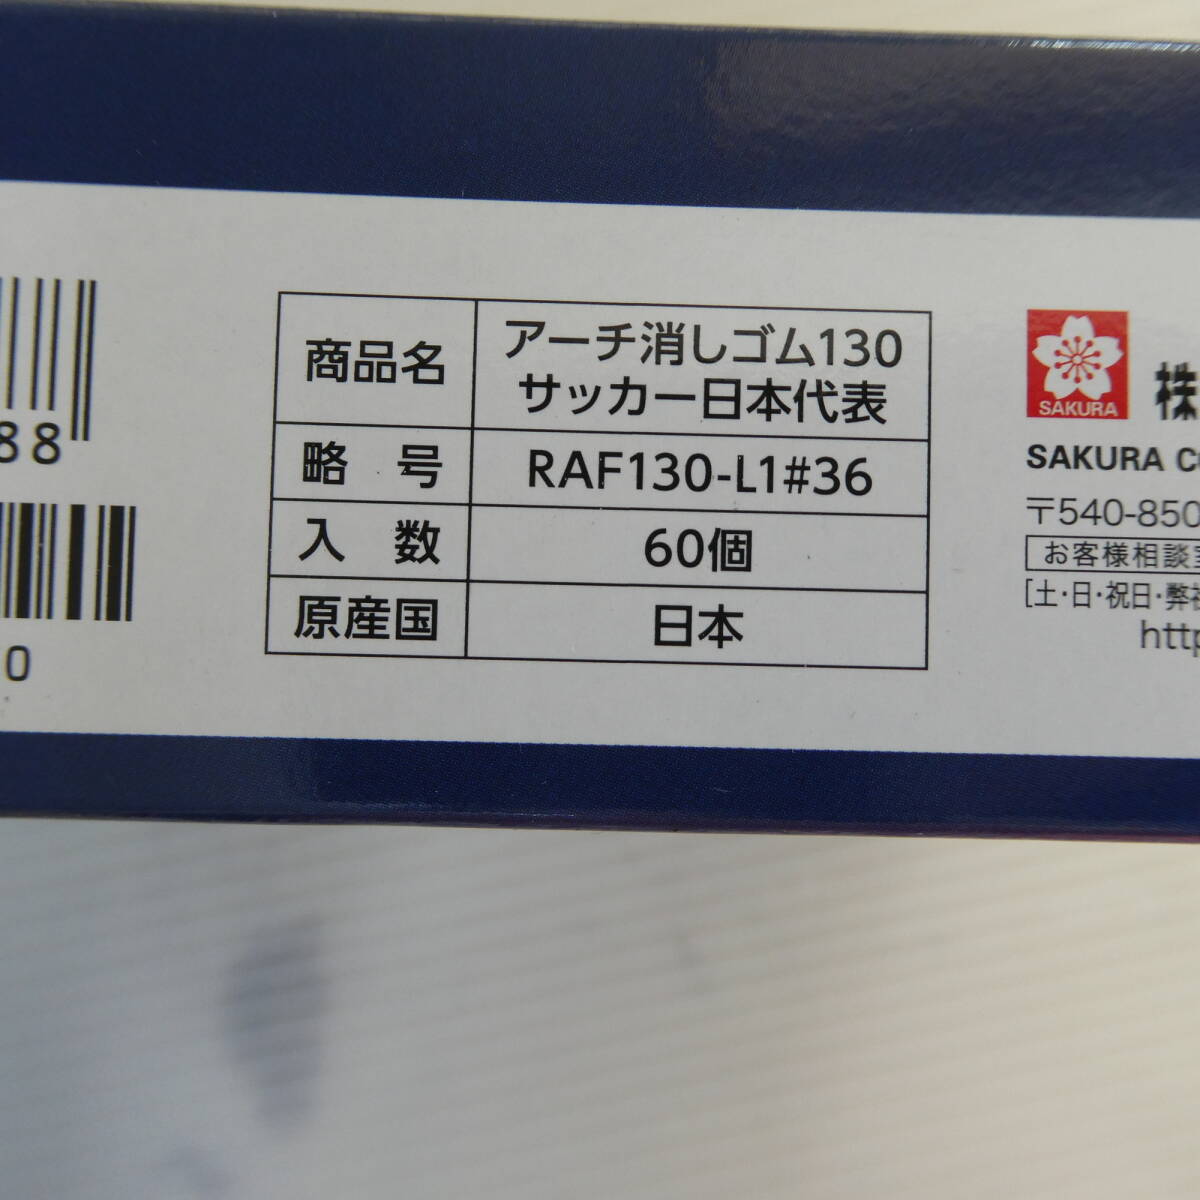 88
0
商品名 アーチ消しゴム130
サッカー日本代表
略 号 RAF130-L1#36
入 数 60個
原産国 日本
SAKURA
株
SAKURA
〒540-850
お客様相談
[土・日・祝日・弊社
http